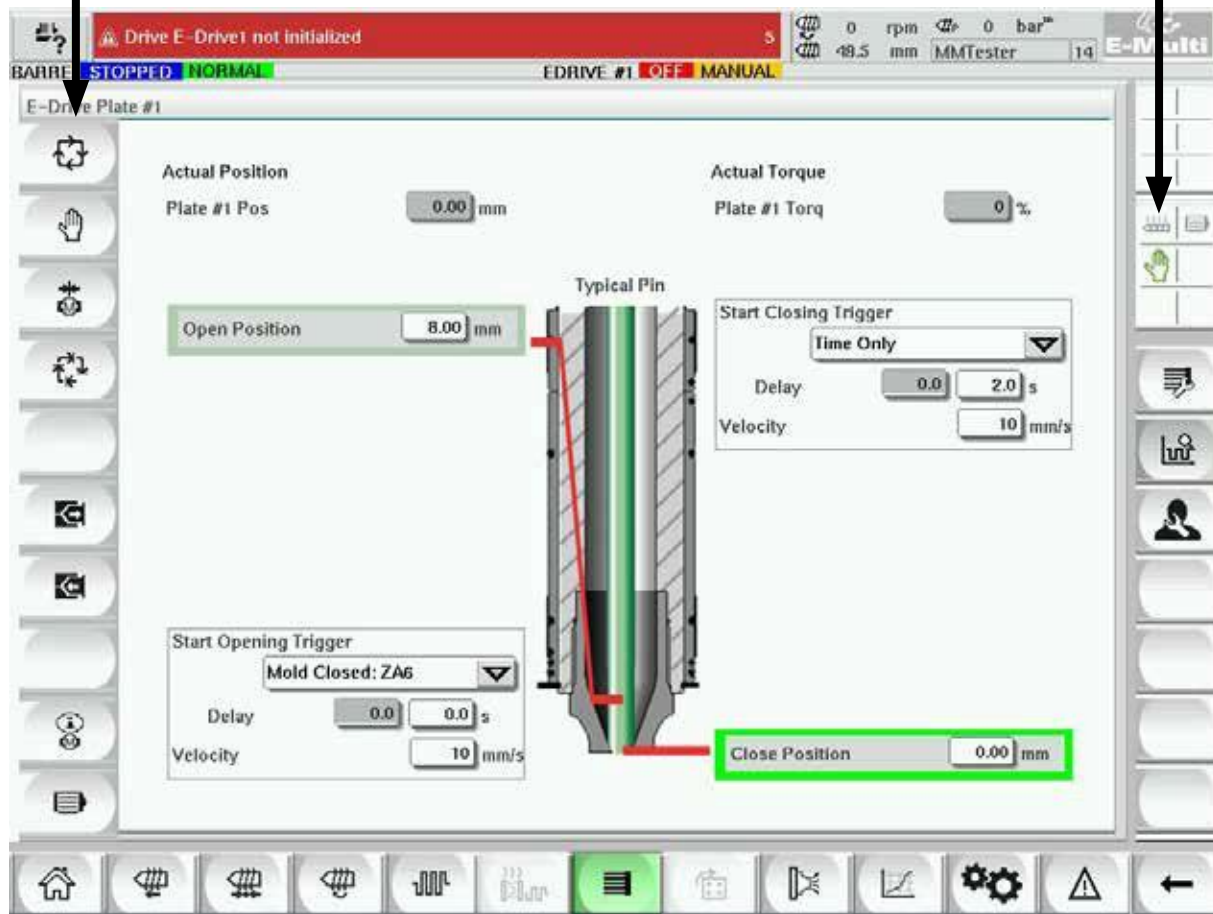 Drive E-Drive1 not initialized 5
0 rpm 0 bar
48.5 mm MMTester 14
E-Multi
STOPPED NORMAL EDRIVE #1 OFF MANUAL
Plate #1
Actual Position
Plate #1 Pos 0.00 mm
Actual Torque
Plate #1 Torq 0 %
Typical Pin
Open Position 8.00 mm
Start Closing Trigger
Time Only
Delay 0.0 2.0 s
Velocity 10 mm/s
Start Opening Trigger
Mold Closed: ZA6
Delay 0.0 0.0 s
Velocity 10 mm/s
Close Position 0.00 mm